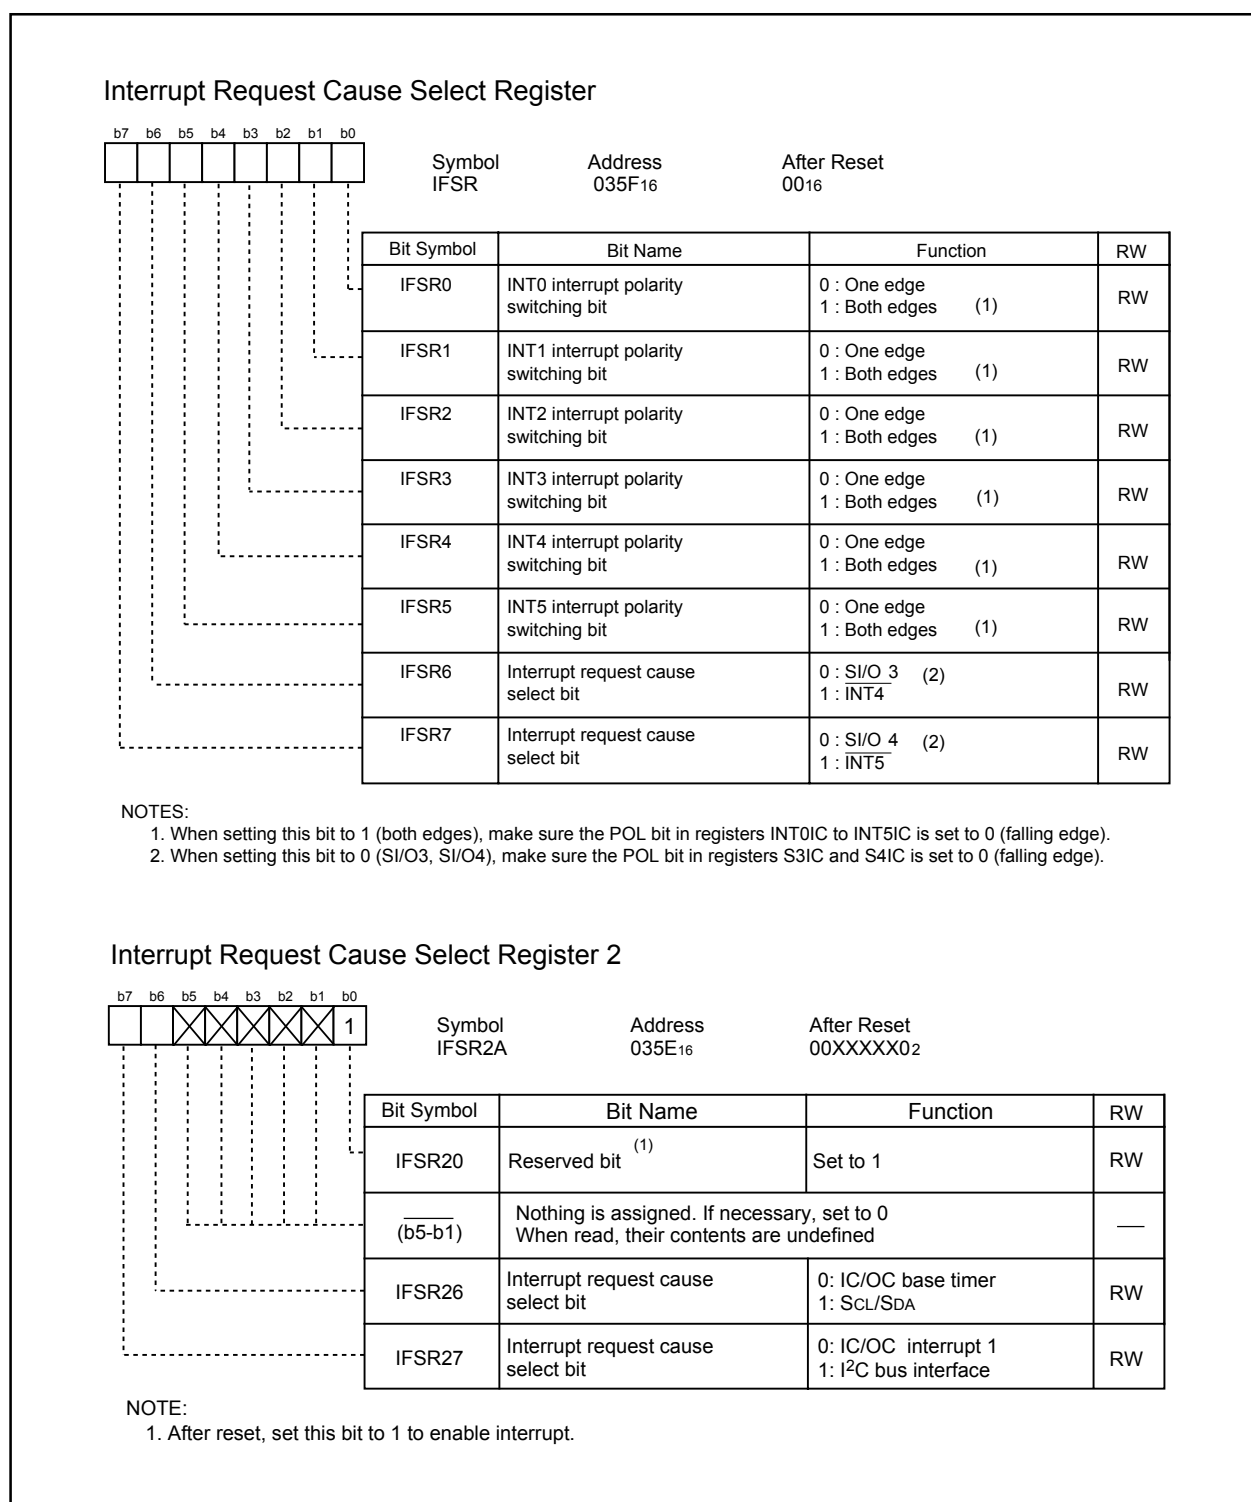 Interrupt Request Cause Select Register
b7 b6 b5 b4 b3 b2 b1 b0
Symbol Address After Reset
IFSR 035F16 0016
Bit Symbol Bit Name Function RW
IFSR0 INT0 interrupt polarity 0 : One edge
switching bit 1 : Both edges (1) RW
IFSR1 INT1 interrupt polarity 0 : One edge
switching bit 1 : Both edges (1) RW
IFSR2 INT2 interrupt polarity 0 : One edge
switching bit 1 : Both edges (1) RW
IFSR3 INT3 interrupt polarity 0 : One edge
switching bit 1 : Both edges (1) RW
IFSR4 INT4 interrupt polarity 0 : One edge
switching bit 1 : Both edges (1) RW
IFSR5 INT5 interrupt polarity 0 : One edge
switching bit 1 : Both edges (1) RW
IFSR6 Interrupt request cause 0 : SI/O 3 (2)
select bit 1 : INT4 RW
IFSR7 Interrupt request cause 0 : SI/O 4 (2)
select bit 1 : INT5 RW
NOTES:
1. When setting this bit to 1 (both edges), make sure the POL bit in registers INT0IC to INT5IC is set to 0 (falling edge).
2. When setting this bit to 0 (SI/O3, SI/O4), make sure the POL bit in registers S3IC and S4IC is set to 0 (falling edge).
Interrupt Request Cause Select Register 2
b7 b6 b5 b4 b3 b2 b1 b0
1
Symbol Address After Reset
IFSR2A 035E16 00XXXXX02
Bit Symbol Bit Name Function RW
IFSR20 Reserved bit (1) Set to 1 RW
(b5-b1) Nothing is assigned. If necessary, set to 0
When read, their contents are undefined
IFSR26 Interrupt request cause 0: IC/OC base timer
select bit 1: SCL/SDA RW
IFSR27 Interrupt request cause 0: IC/OC interrupt 1
select bit 1: I2C bus interface RW
NOTE:
1. After reset, set this bit to 1 to enable interrupt.